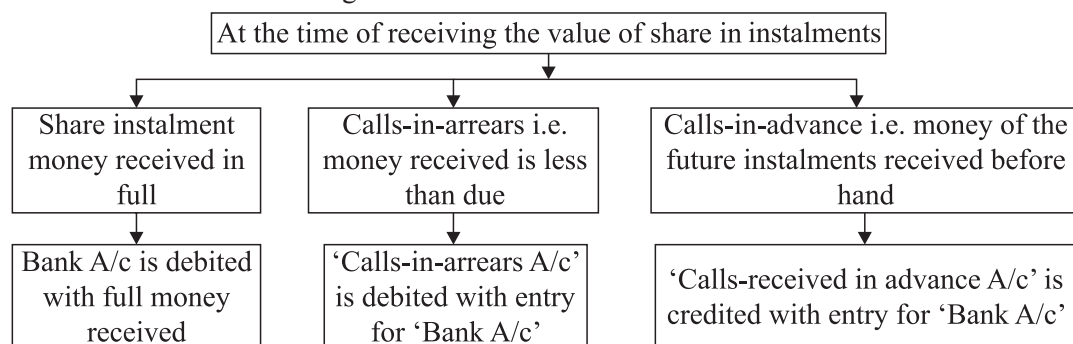 At the time of receiving the value of share in instalments
Share instalment
money received in
full
Calls-in-arrears i.e.
money received is less
than due
Calls-in-advance i.e. money of the
future instalments received before
hand
Bank A/c is debited
with full money
received
‘Calls-in-arrears A/c’
is debited with entry
for ‘Bank A/c’
‘Calls-received in advance A/c’ is
credited with entry for ‘Bank A/c’